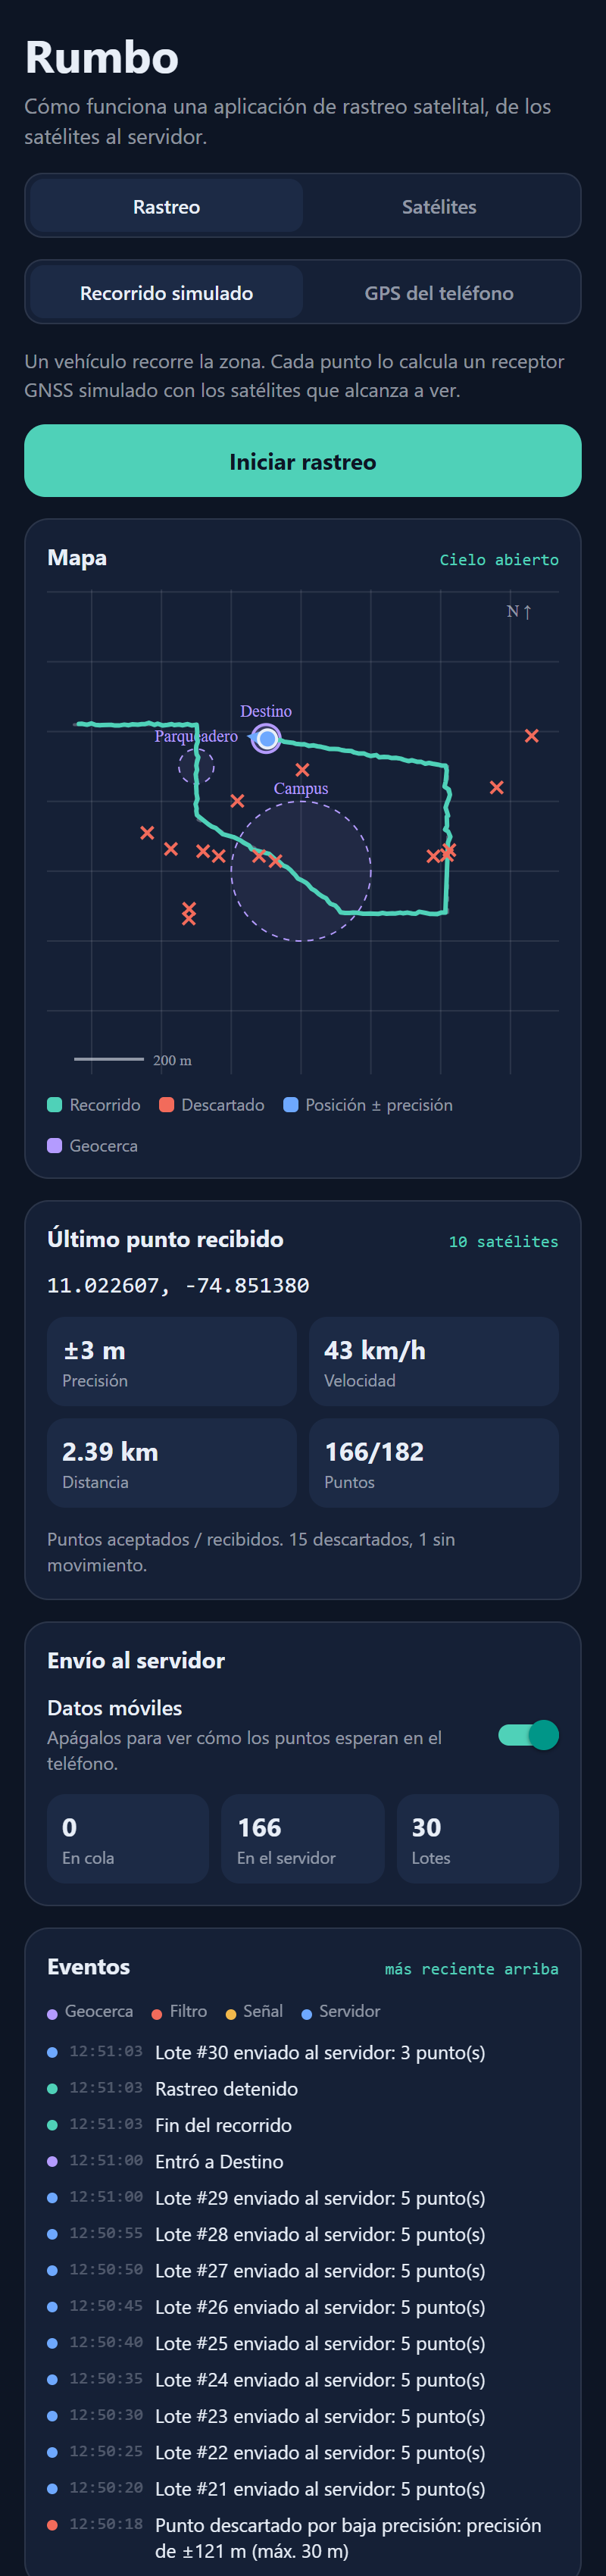 Rumbo
Cómo funciona una aplicación de rastreo satelital, de los
satélites al servidor.
Rastreo
Satélites
Recorrido simulado
GPS del teléfono
Un vehículo recorre la zona. Cada punto lo calcula un receptor
GNSS simulado con los satélites que alcanza a ver.
Iniciar rastreo
Mapa
Cielo abierto
N ↑
Destino
Parqueadero
Campus
200 m
Recorrido
Descartado
Posición ± precisión
Geocerca
Último punto recibido
10 satélites
11.022607, -74.851380
±3 m
Precisión
43 km/h
Velocidad
2.39 km
Distancia
166/182
Puntos
Puntos aceptados / recibidos. 15 descartados, 1 sin
movimiento.
Envío al servidor
Datos móviles
Apágalos para ver cómo los puntos esperan en el
teléfono.
0
En cola
166
En el servidor
30
Lotes
Eventos
más reciente arriba
Geocerca
Filtro
Señal
Servidor
12:51:03 Lote #30 enviado al servidor: 3 punto(s)
12:51:03 Rastreo detenido
12:51:03 Fin del recorrido
12:51:00 Entró a Destino
12:51:00 Lote #29 enviado al servidor: 5 punto(s)
12:50:55 Lote #28 enviado al servidor: 5 punto(s)
12:50:50 Lote #27 enviado al servidor: 5 punto(s)
12:50:45 Lote #26 enviado al servidor: 5 punto(s)
12:50:40 Lote #25 enviado al servidor: 5 punto(s)
12:50:35 Lote #24 enviado al servidor: 5 punto(s)
12:50:30 Lote #23 enviado al servidor: 5 punto(s)
12:50:25 Lote #22 enviado al servidor: 5 punto(s)
12:50:20 Lote #21 enviado al servidor: 5 punto(s)
12:50:18 Punto descartado por baja precisión: precisión
de ±121 m (máx. 30 m)